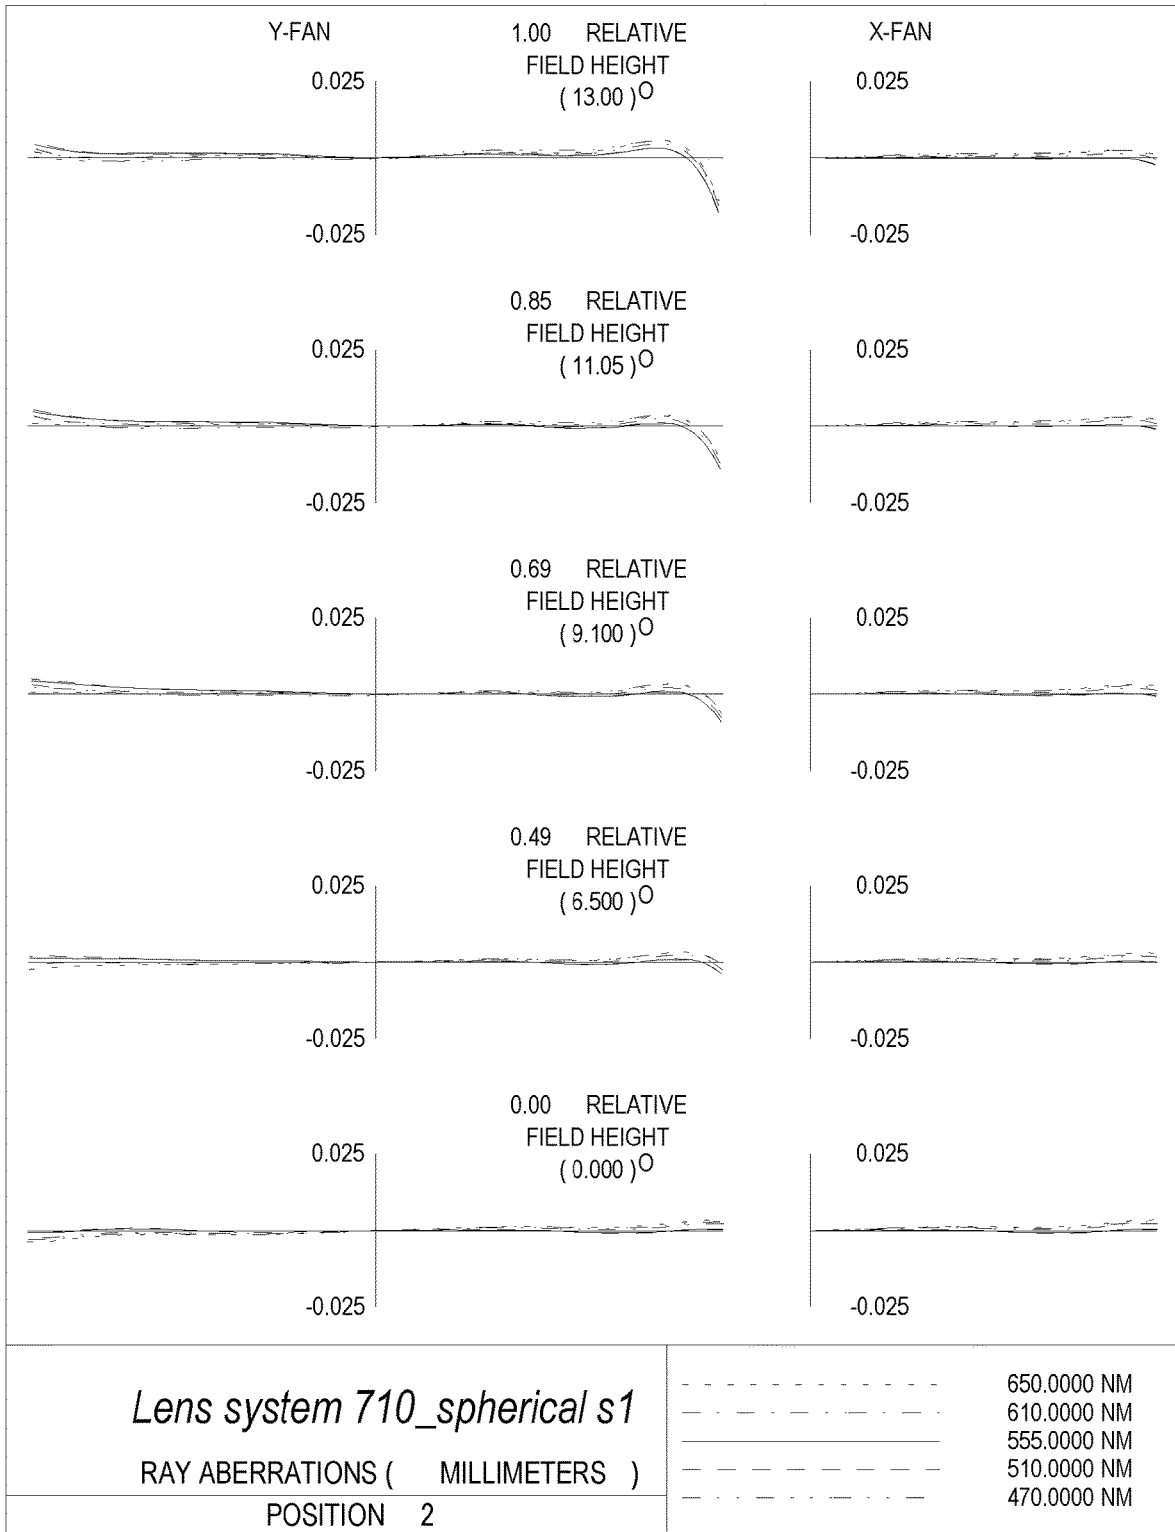 Y-FAN 1.00 RELATIVE X-FAN
FIELD HEIGHT
0.025 (13.00)O 0.025
-0.025 -0.025
0.85 RELATIVE
FIELD HEIGHT
0.025 (11.05)O 0.025
-0.025 -0.025
0.69 RELATIVE
FIELD HEIGHT
0.025 (9.100)O 0.025
-0.025 -0.025
0.49 RELATIVE
FIELD HEIGHT
0.025 (6.500)O 0.025
-0.025 -0.025
0.00 RELATIVE
FIELD HEIGHT
0.025 (0.000)O 0.025
-0.025 -0.025
Lens system 710_spherical s1
RAY ABERRATIONS ( MILLIMETERS )
POSITION 2
650.0000 NM
610.0000 NM
555.0000 NM
510.0000 NM
470.0000 NM